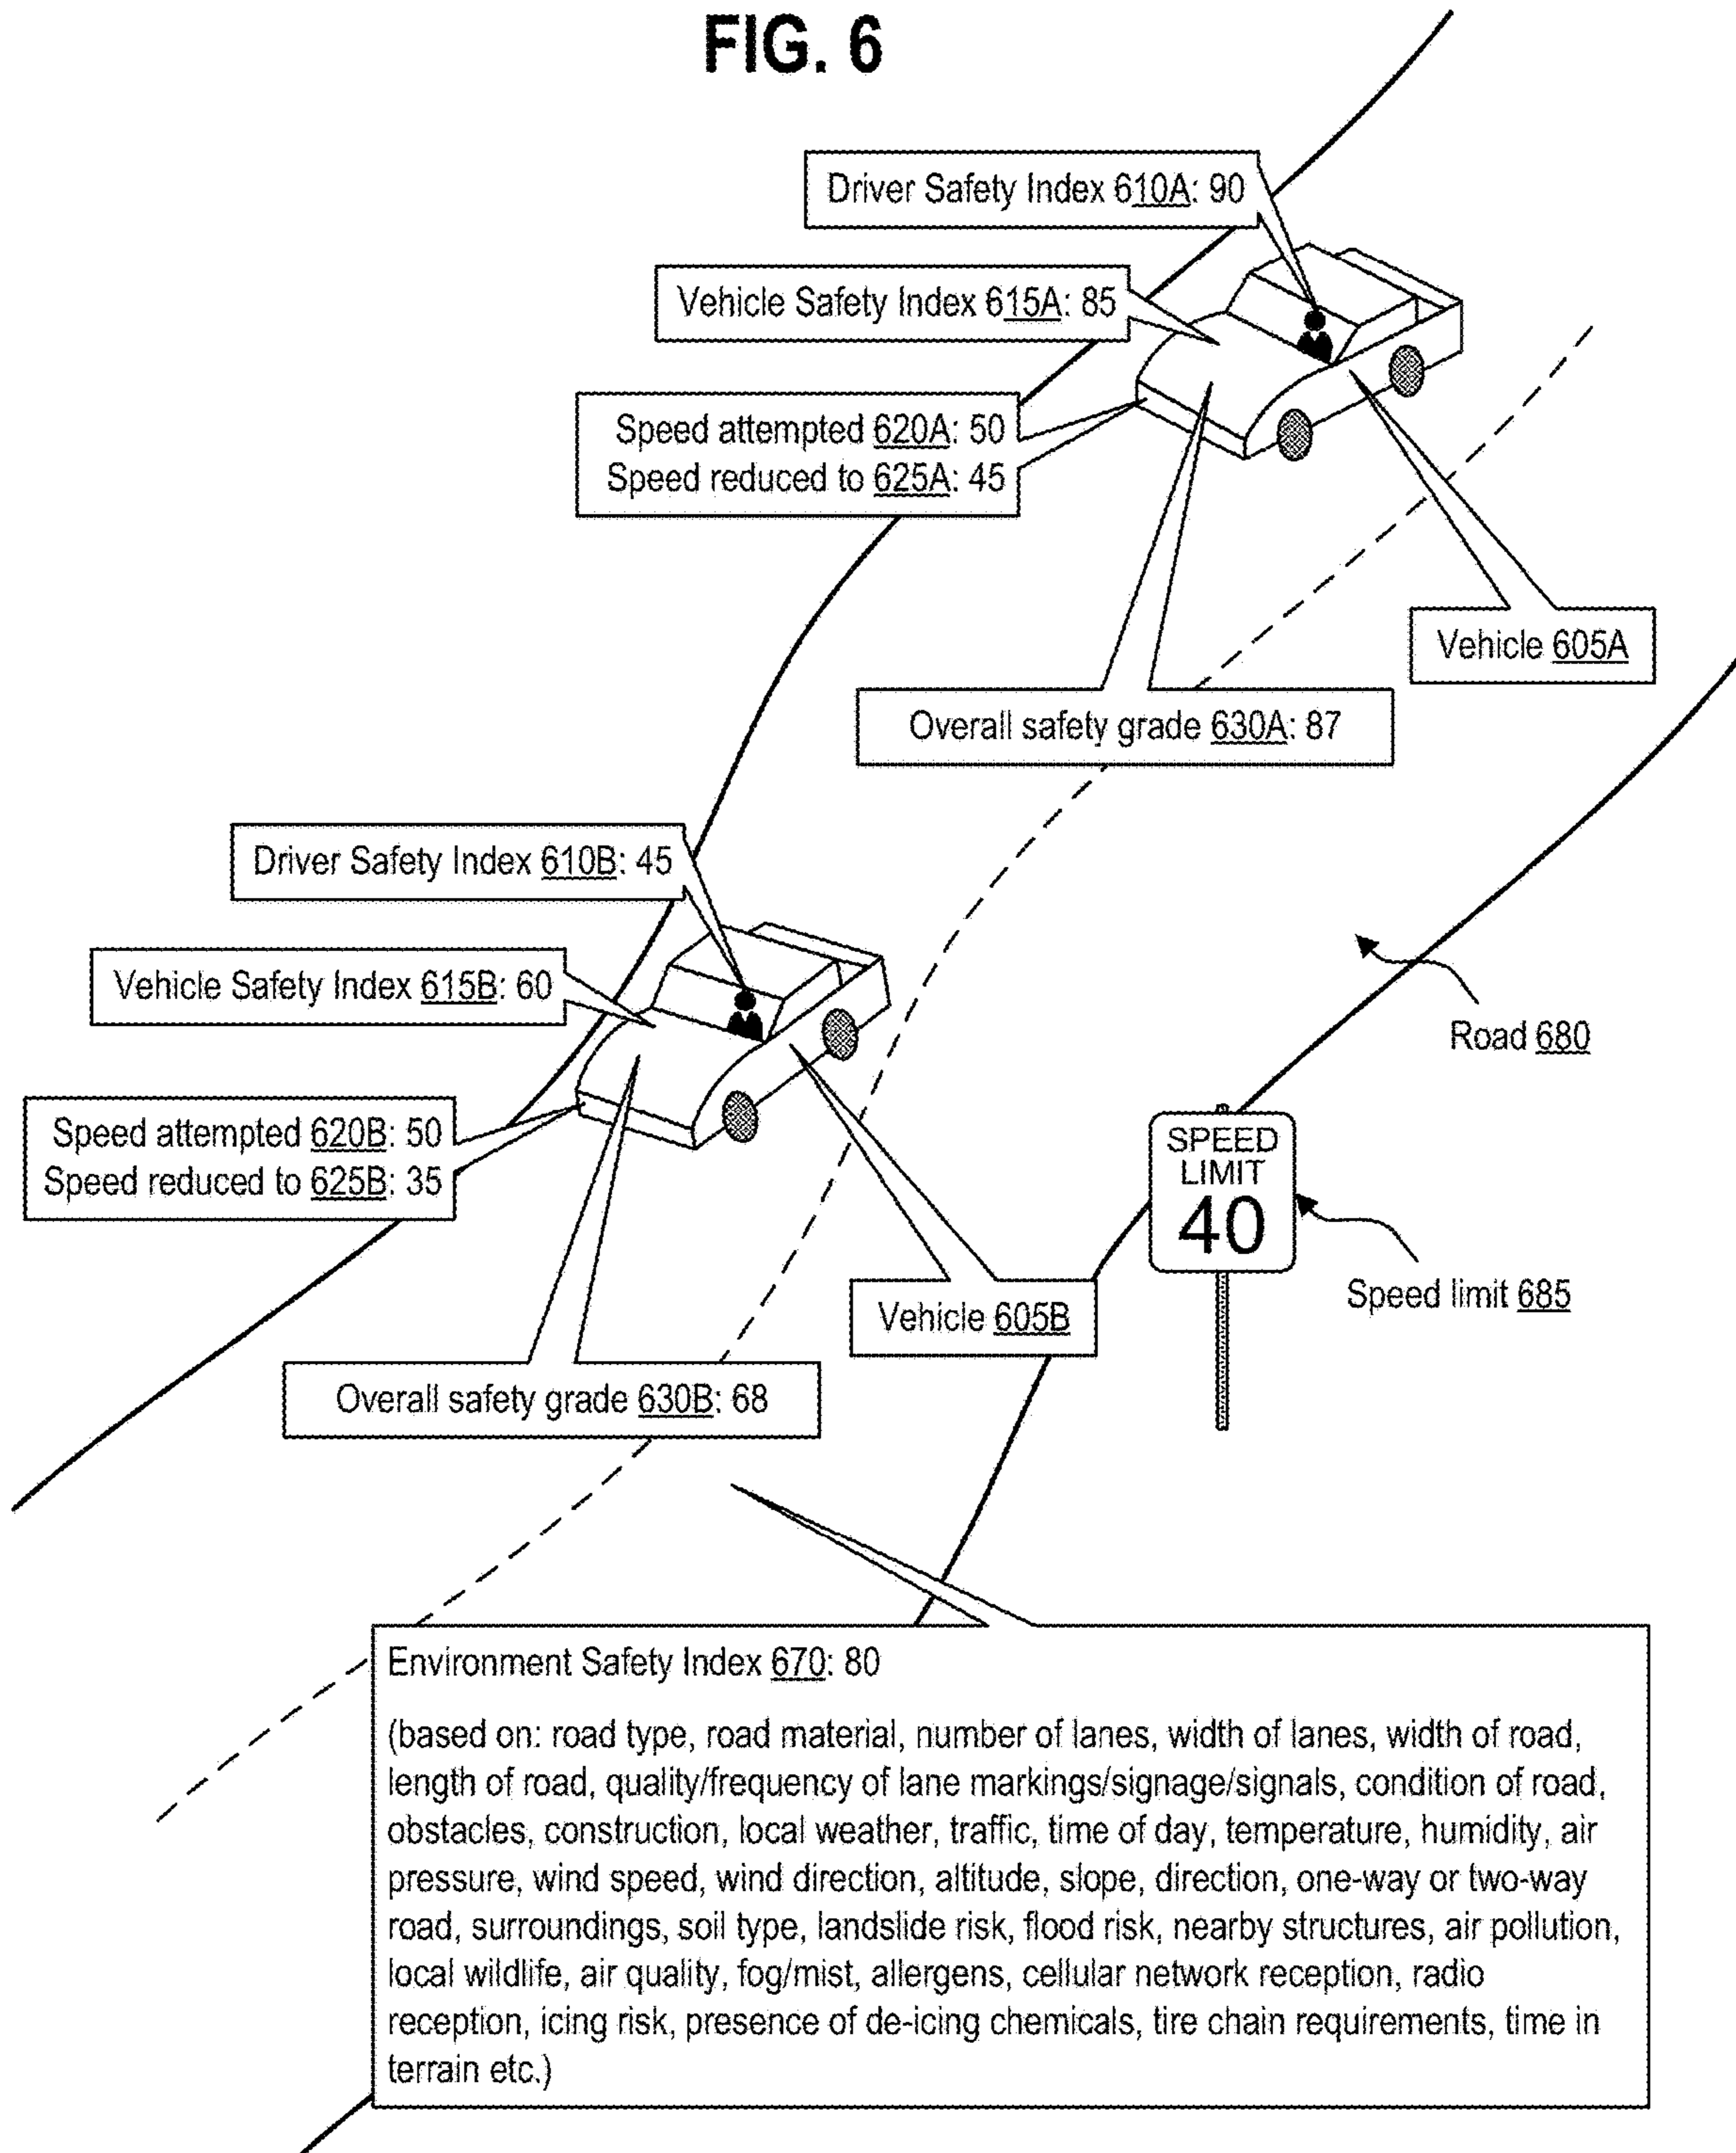 FIG. 6
Driver Safety Index 610A: 90
Vehicle Safety Index 615A: 85
Speed attempted 620A: 50
Speed reduced to 625A: 45
Vehicle 605A
Overall safety grade 630A: 87
Driver Safety Index 610B: 45
Vehicle Safety Index 615B: 60
Road 680
Speed attempted 620B: 50
Speed reduced to 625B: 35
SPEED
LIMIT
40
Speed limit 685
Vehicle 605B
Overall safety grade 630B: 68
Environment Safety Index 670: 80
(based on: road type, road material, number of lanes, width of lanes, width of road,
length of road, quality/frequency of lane markings/signage/signals, condition of road,
obstacles, construction, local weather, traffic, time of day, temperature, humidity, air
pressure, wind speed, wind direction, altitude, slope, direction, one-way or two-way
road, surroundings, soil type, landslide risk, flood risk, nearby structures, air pollution,
local wildlife, air quality, fog/mist, allergens, cellular network reception, radio
reception, icing risk, presence of de-icing chemicals, tire chain requirements, time in
terrain etc.)